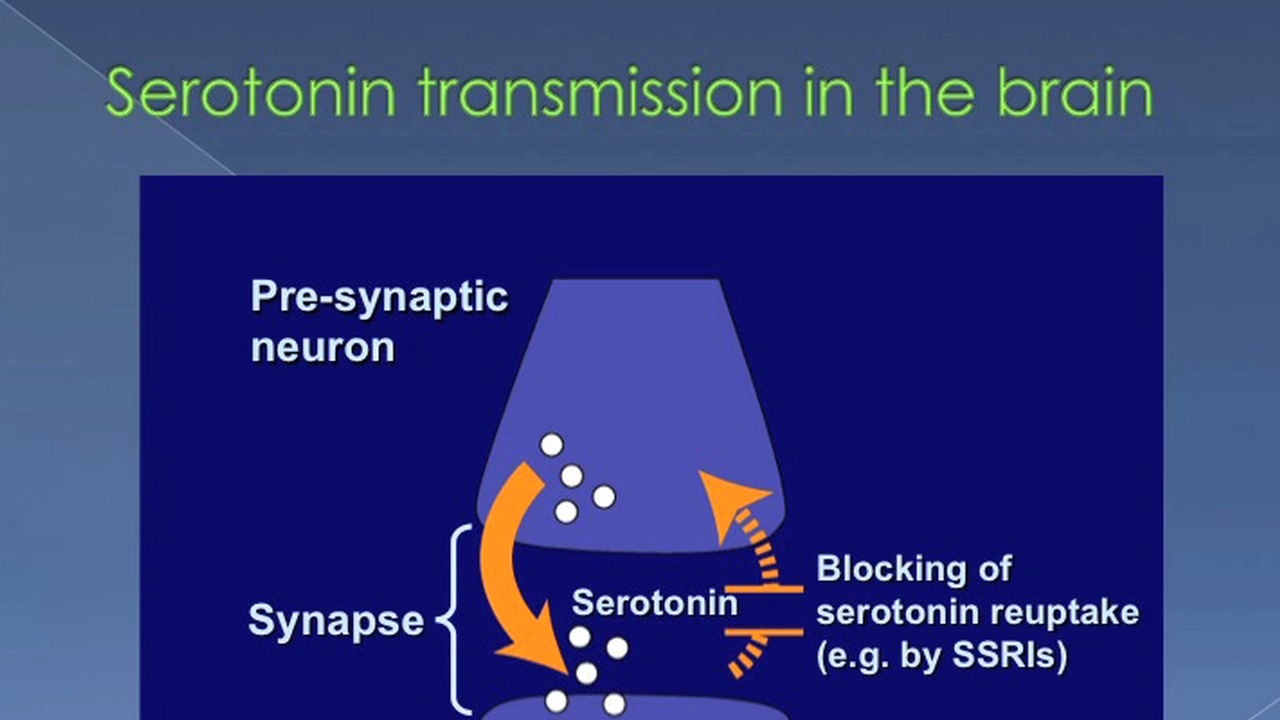 Serotonin transmission in the brain
Pre-synaptic
neuron
Synapse
Serotonin
Blocking of
serotonin reuptake
(e.g. by SSRIs)